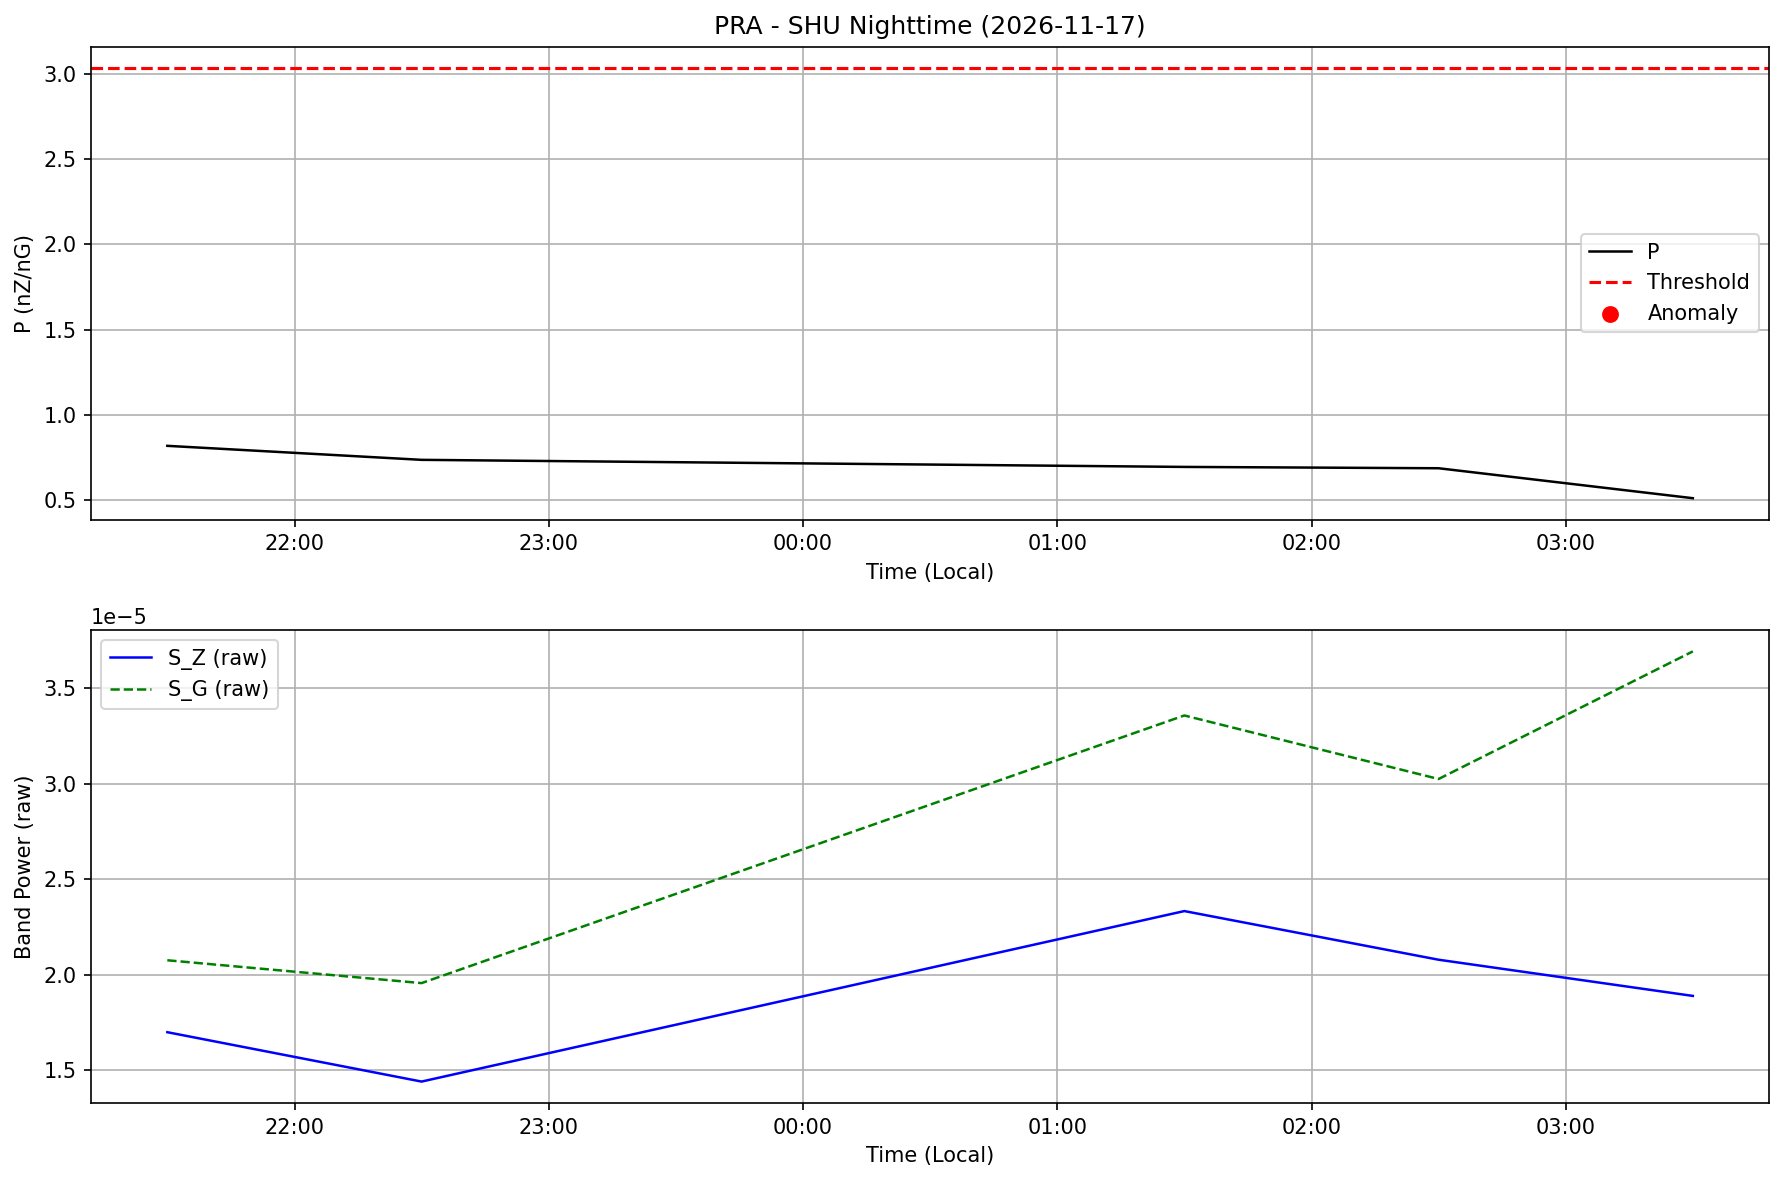 PRA - SHU Nighttime (2026-11-17)
P (nZ/nG)
3.0
2.5
2.0
1.5
1.0
0.5
P
Threshold
Anomaly
22:00 23:00 00:00 01:00 02:00 03:00
Time (Local)
1e−5
Band Power (raw)
3.5
3.0
2.5
2.0
1.5
S_Z (raw)
S_G (raw)
22:00 23:00 00:00 01:00 02:00 03:00
Time (Local)